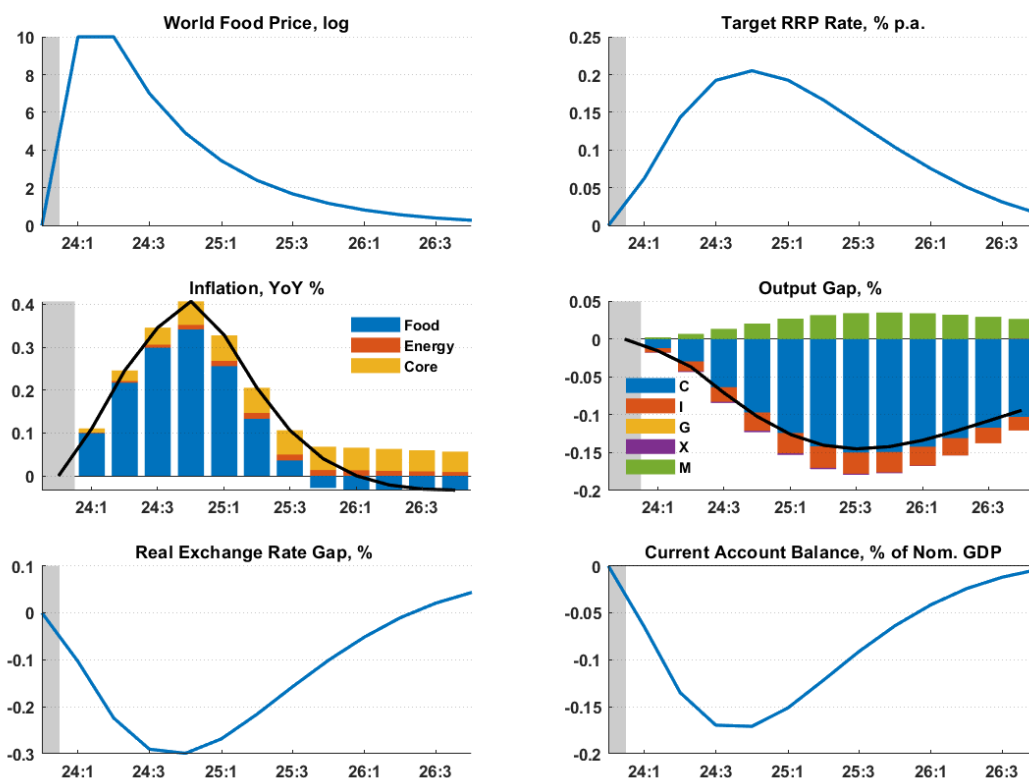 World Food Price, log
10
8
6
4
2
0
24:1 24:3 25:1 25:3 26:1 26:3
Target RRP Rate, % p.a.
0.25
0.2
0.15
0.1
0.05
0
24:1 24:3 25:1 25:3 26:1 26:3
Inflation, YoY %
0.4
0.3
0.2
0.1
0
Food
Energy
Core
24:1 24:3 25:1 25:3 26:1 26:3
Output Gap, %
0.05
0
-0.05
-0.1
-0.15
-0.2
C
I
G
X
M
24:1 24:3 25:1 25:3 26:1 26:3
Real Exchange Rate Gap, %
0.1
0
-0.1
-0.2
-0.3
24:1 24:3 25:1 25:3 26:1 26:3
Current Account Balance, % of Nom. GDP
0
-0.05
-0.1
-0.15
-0.2
24:1 24:3 25:1 25:3 26:1 26:3